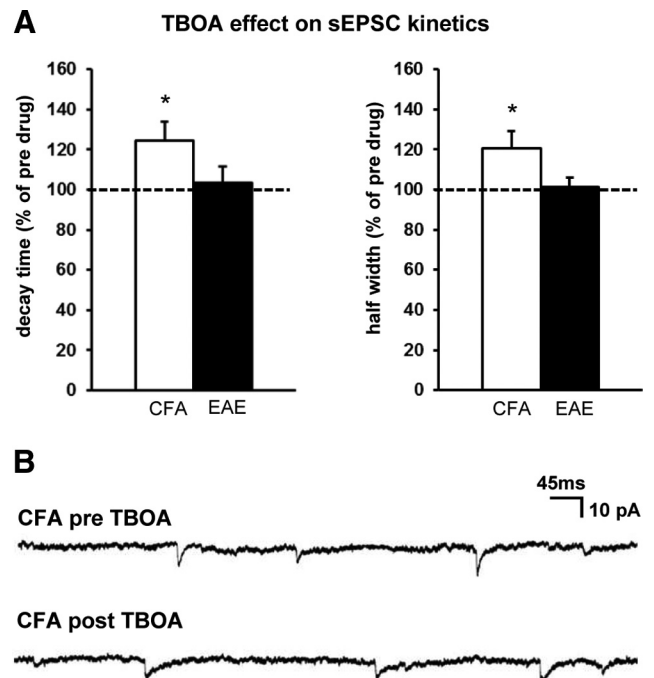 A
TBOA effect on sEPSC kinetics
decay time (% of pre drug)
160
140
120
100
80
60
40
20
0
*
CFA EAE
half width (% of pre drug)
160
140
120
100
80
60
40
20
0
*
CFA EAE
B
45ms
10 pA
CFA pre TBOA
CFA post TBOA